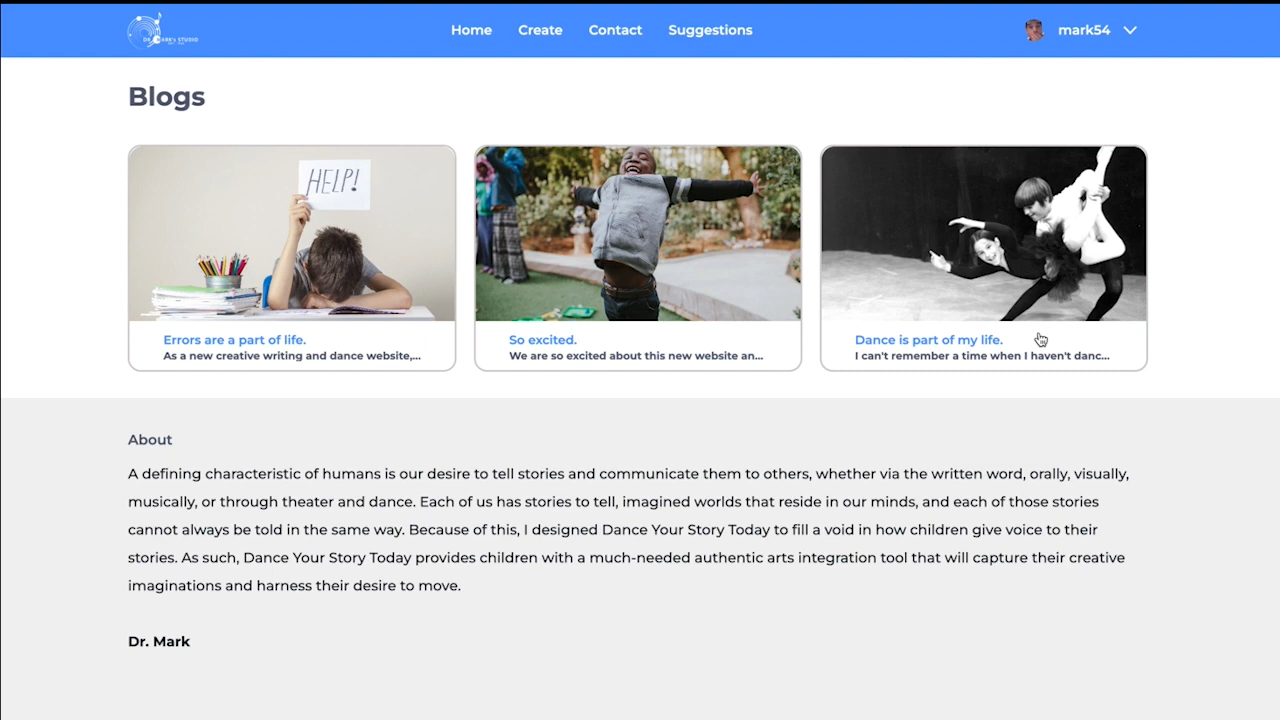 DR. MARK's STUDIO
Home Create Contact Suggestions mark54
Blogs
HELP!
Errors are a part of life.
As a new creative writing and dance website,...
So excited.
We are so excited about this new website an...
Dance is part of my life.
I can't remember a time when I haven't danc...
About
A defining characteristic of humans is our desire to tell stories and communicate them to others, whether via the written word, orally, visually,
musically, or through theater and dance. Each of us has stories to tell, imagined worlds that reside in our minds, and each of those stories
cannot always be told in the same way. Because of this, I designed Dance Your Story Today to fill a void in how children give voice to their
stories. As such, Dance Your Story Today provides children with a much-needed authentic arts integration tool that will capture their creative
imaginations and harness their desire to move.
Dr. Mark